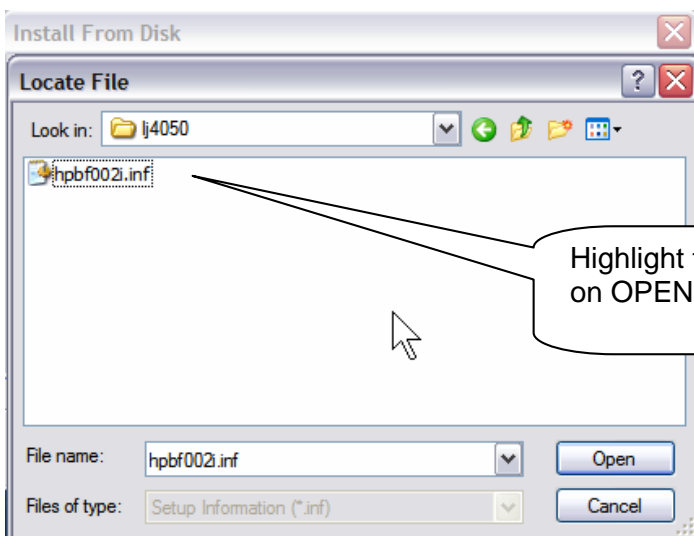 Install From Disk
Locate File
Look in: lj4050
hpbf002i.inf
Highlight
on OPEN
File name: hpbf002i.inf Open
Files of type: Setup Information (*.inf) Cancel